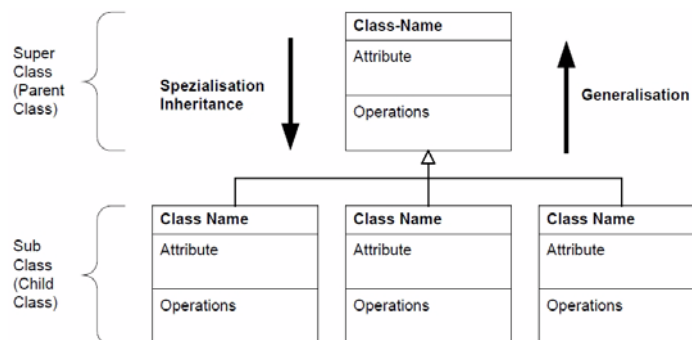 Super
Class
(Parent
Class)
Spezialisation
Inheritance
Class-Name
Attribute
Operations
Generalisation
Sub
Class
(Child
Class)
Class Name
Attribute
Operations
Class Name
Attribute
Operations
Class Name
Attribute
Operations